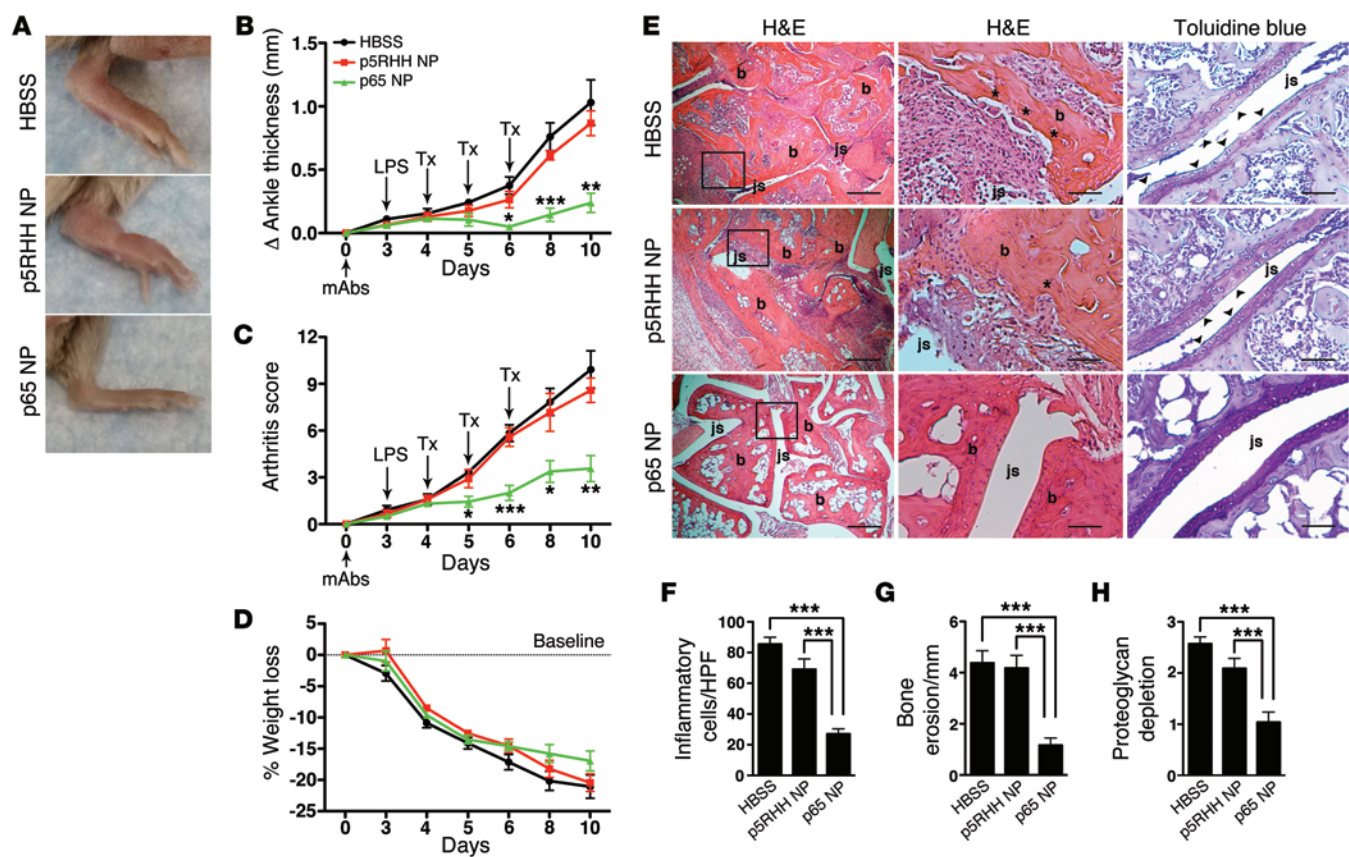 A
HBSS
p5RHH NP
p65 NP
B
Δ Ankle thickness (mm)
1.5
1.0
0.5
0.0
HBSS
p5RHH NP
p65 NP
LPS
Tx
Tx
Tx
*
***
**
0 3 4 5 6 8 10
Days
mAbs
C
Arthritis score
12
9
6
3
0
LPS
Tx
Tx
Tx
*
***
*
**
0 3 4 5 6 8 10
Days
mAbs
D
% Weight loss
Baseline
5
0
-5
-10
-15
-20
-25
0 3 4 5 6 8 10
Days
E
H&E H&E Toluidine blue
HBSS
b
b
b
js
js
*
*
b
*
js
js
p5RHH NP
b
b
js
js
b
*
b
js
js
p65 NP
js
b
b
js
b
b
js
b
js
F
Inflammatory
cells/HPF
100
80
60
40
20
0
***
***
HBSS
p5RHH NP
p65 NP
G
Bone
erosion/mm
6
4
2
0
***
***
HBSS
p5RHH NP
p65 NP
H
Proteoglycan
depletion
3
2
1
0
***
***
HBSS
p5RHH NP
p65 NP